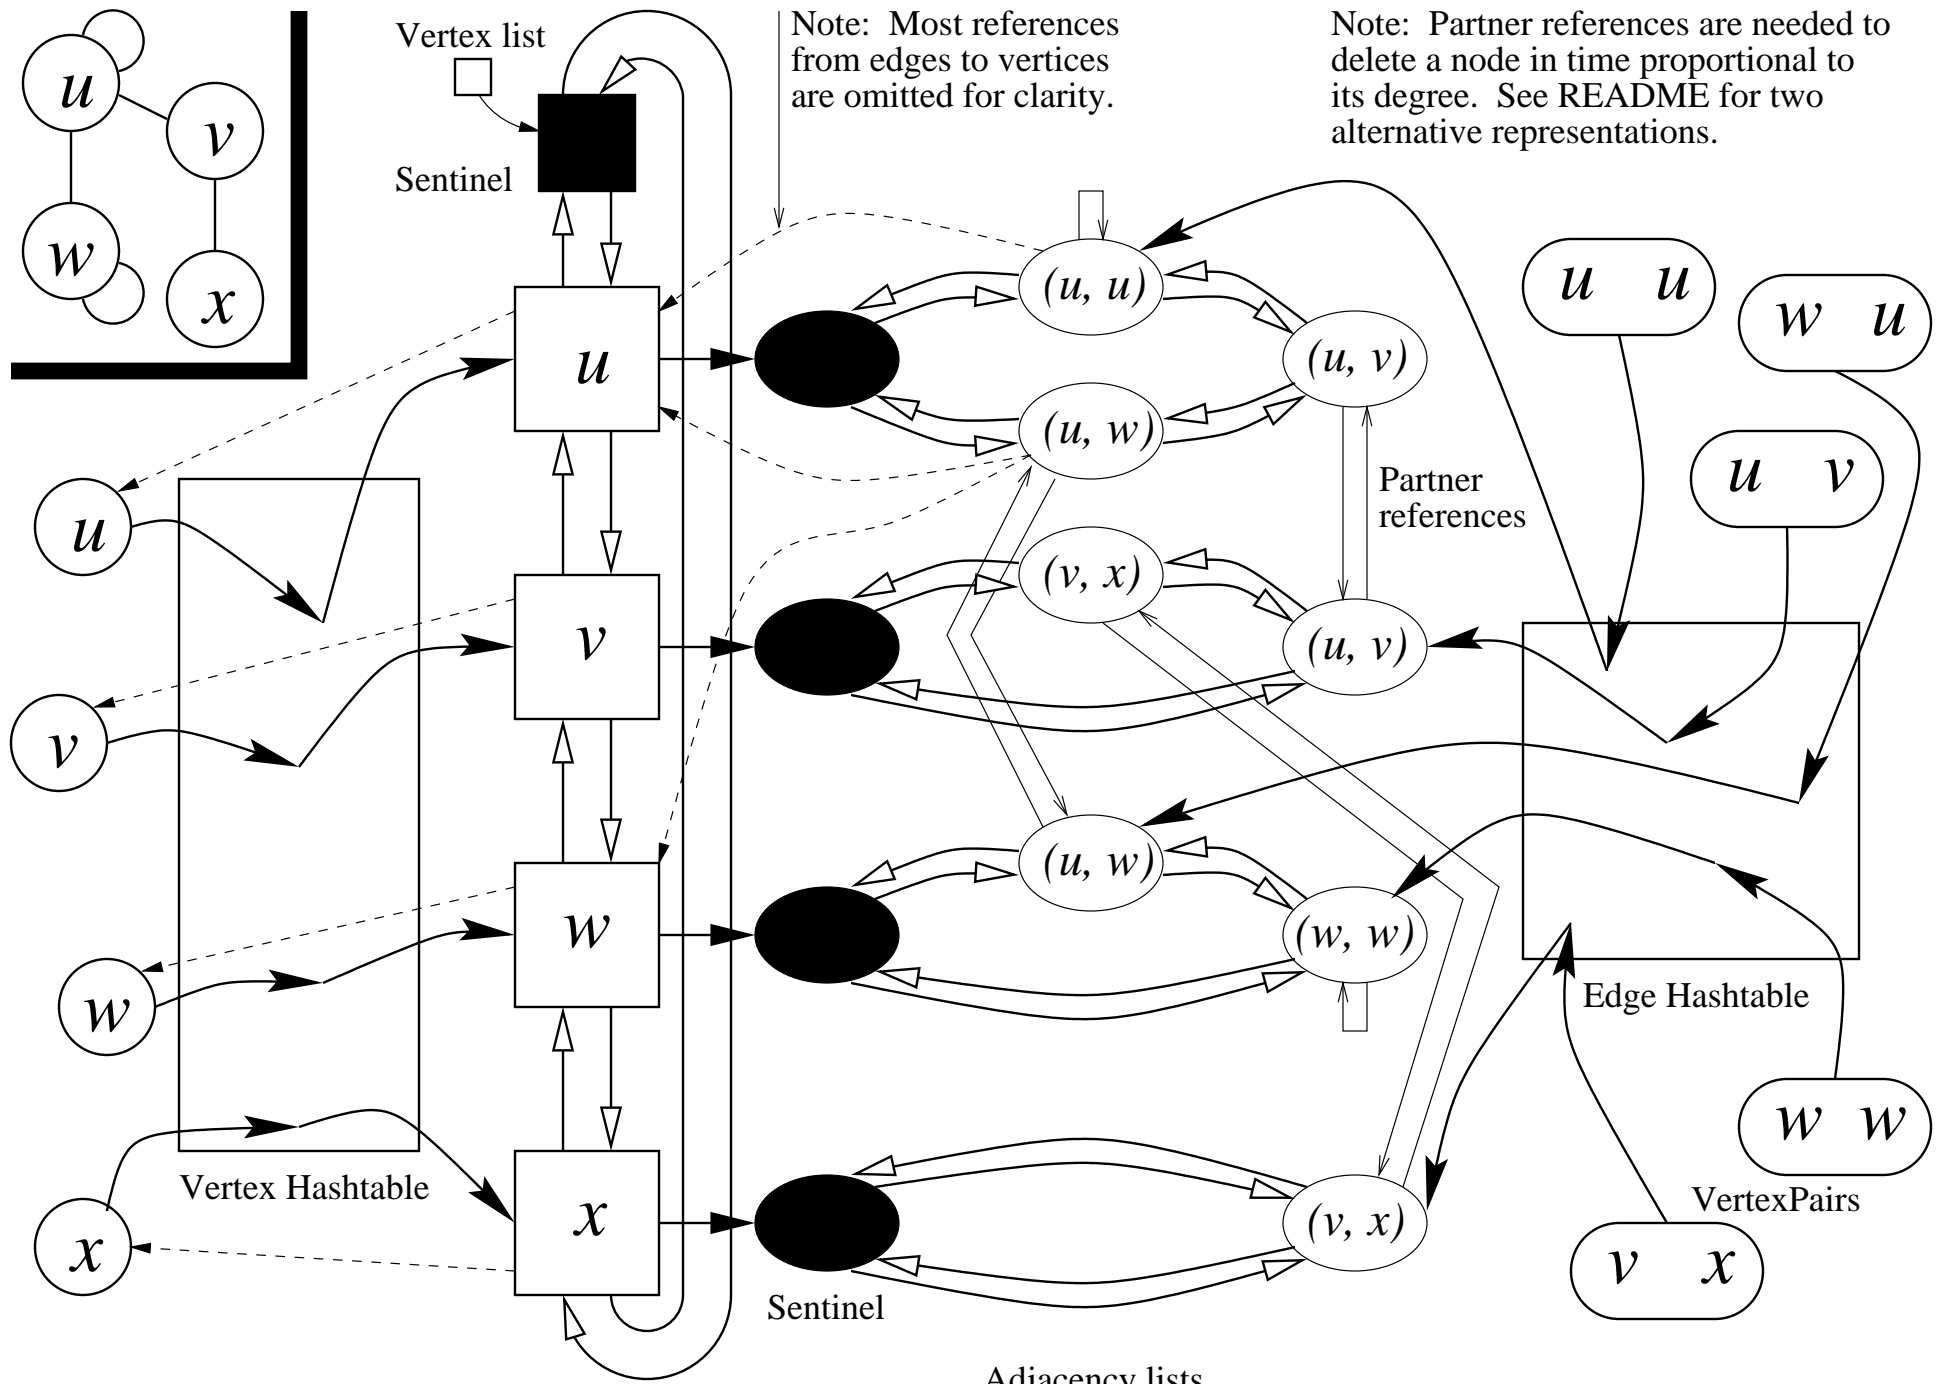 Vertex list
Note: Most references
from edges to vertices
are omitted for clarity.
Note: Partner references are needed to
delete a node in time proportional to
its degree. See README for two
alternative representations.
u
v
w
x
Sentinel
(u, u)
u u
w u
u
(u, v)
(u, w)
u v
Partner
references
u
(v, x)
v
(u, v)
v
(u, w)
w
(w, w)
w
Edge Hashtable
w w
Vertex Hashtable
VertexPairs
x
(v, x)
x
v x
Sentinel
Adjacency lists